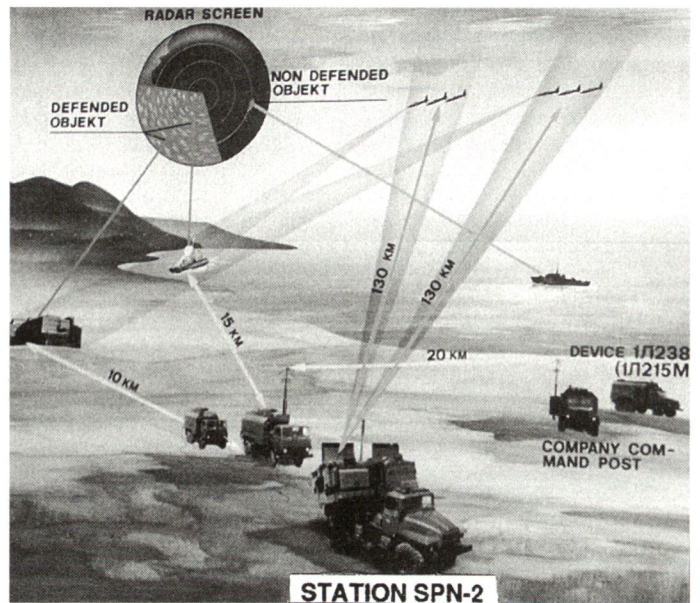 RADAR SCREEN
NON DEFENDED
OBJEKT
DEFENDED
OBJEKT
130 KM
130 KM
15 KM
20 KM
10 KM
DEVICE 1Л238
(1Л215М
COMPANY COM-
MAND POST
STATION SPN-2